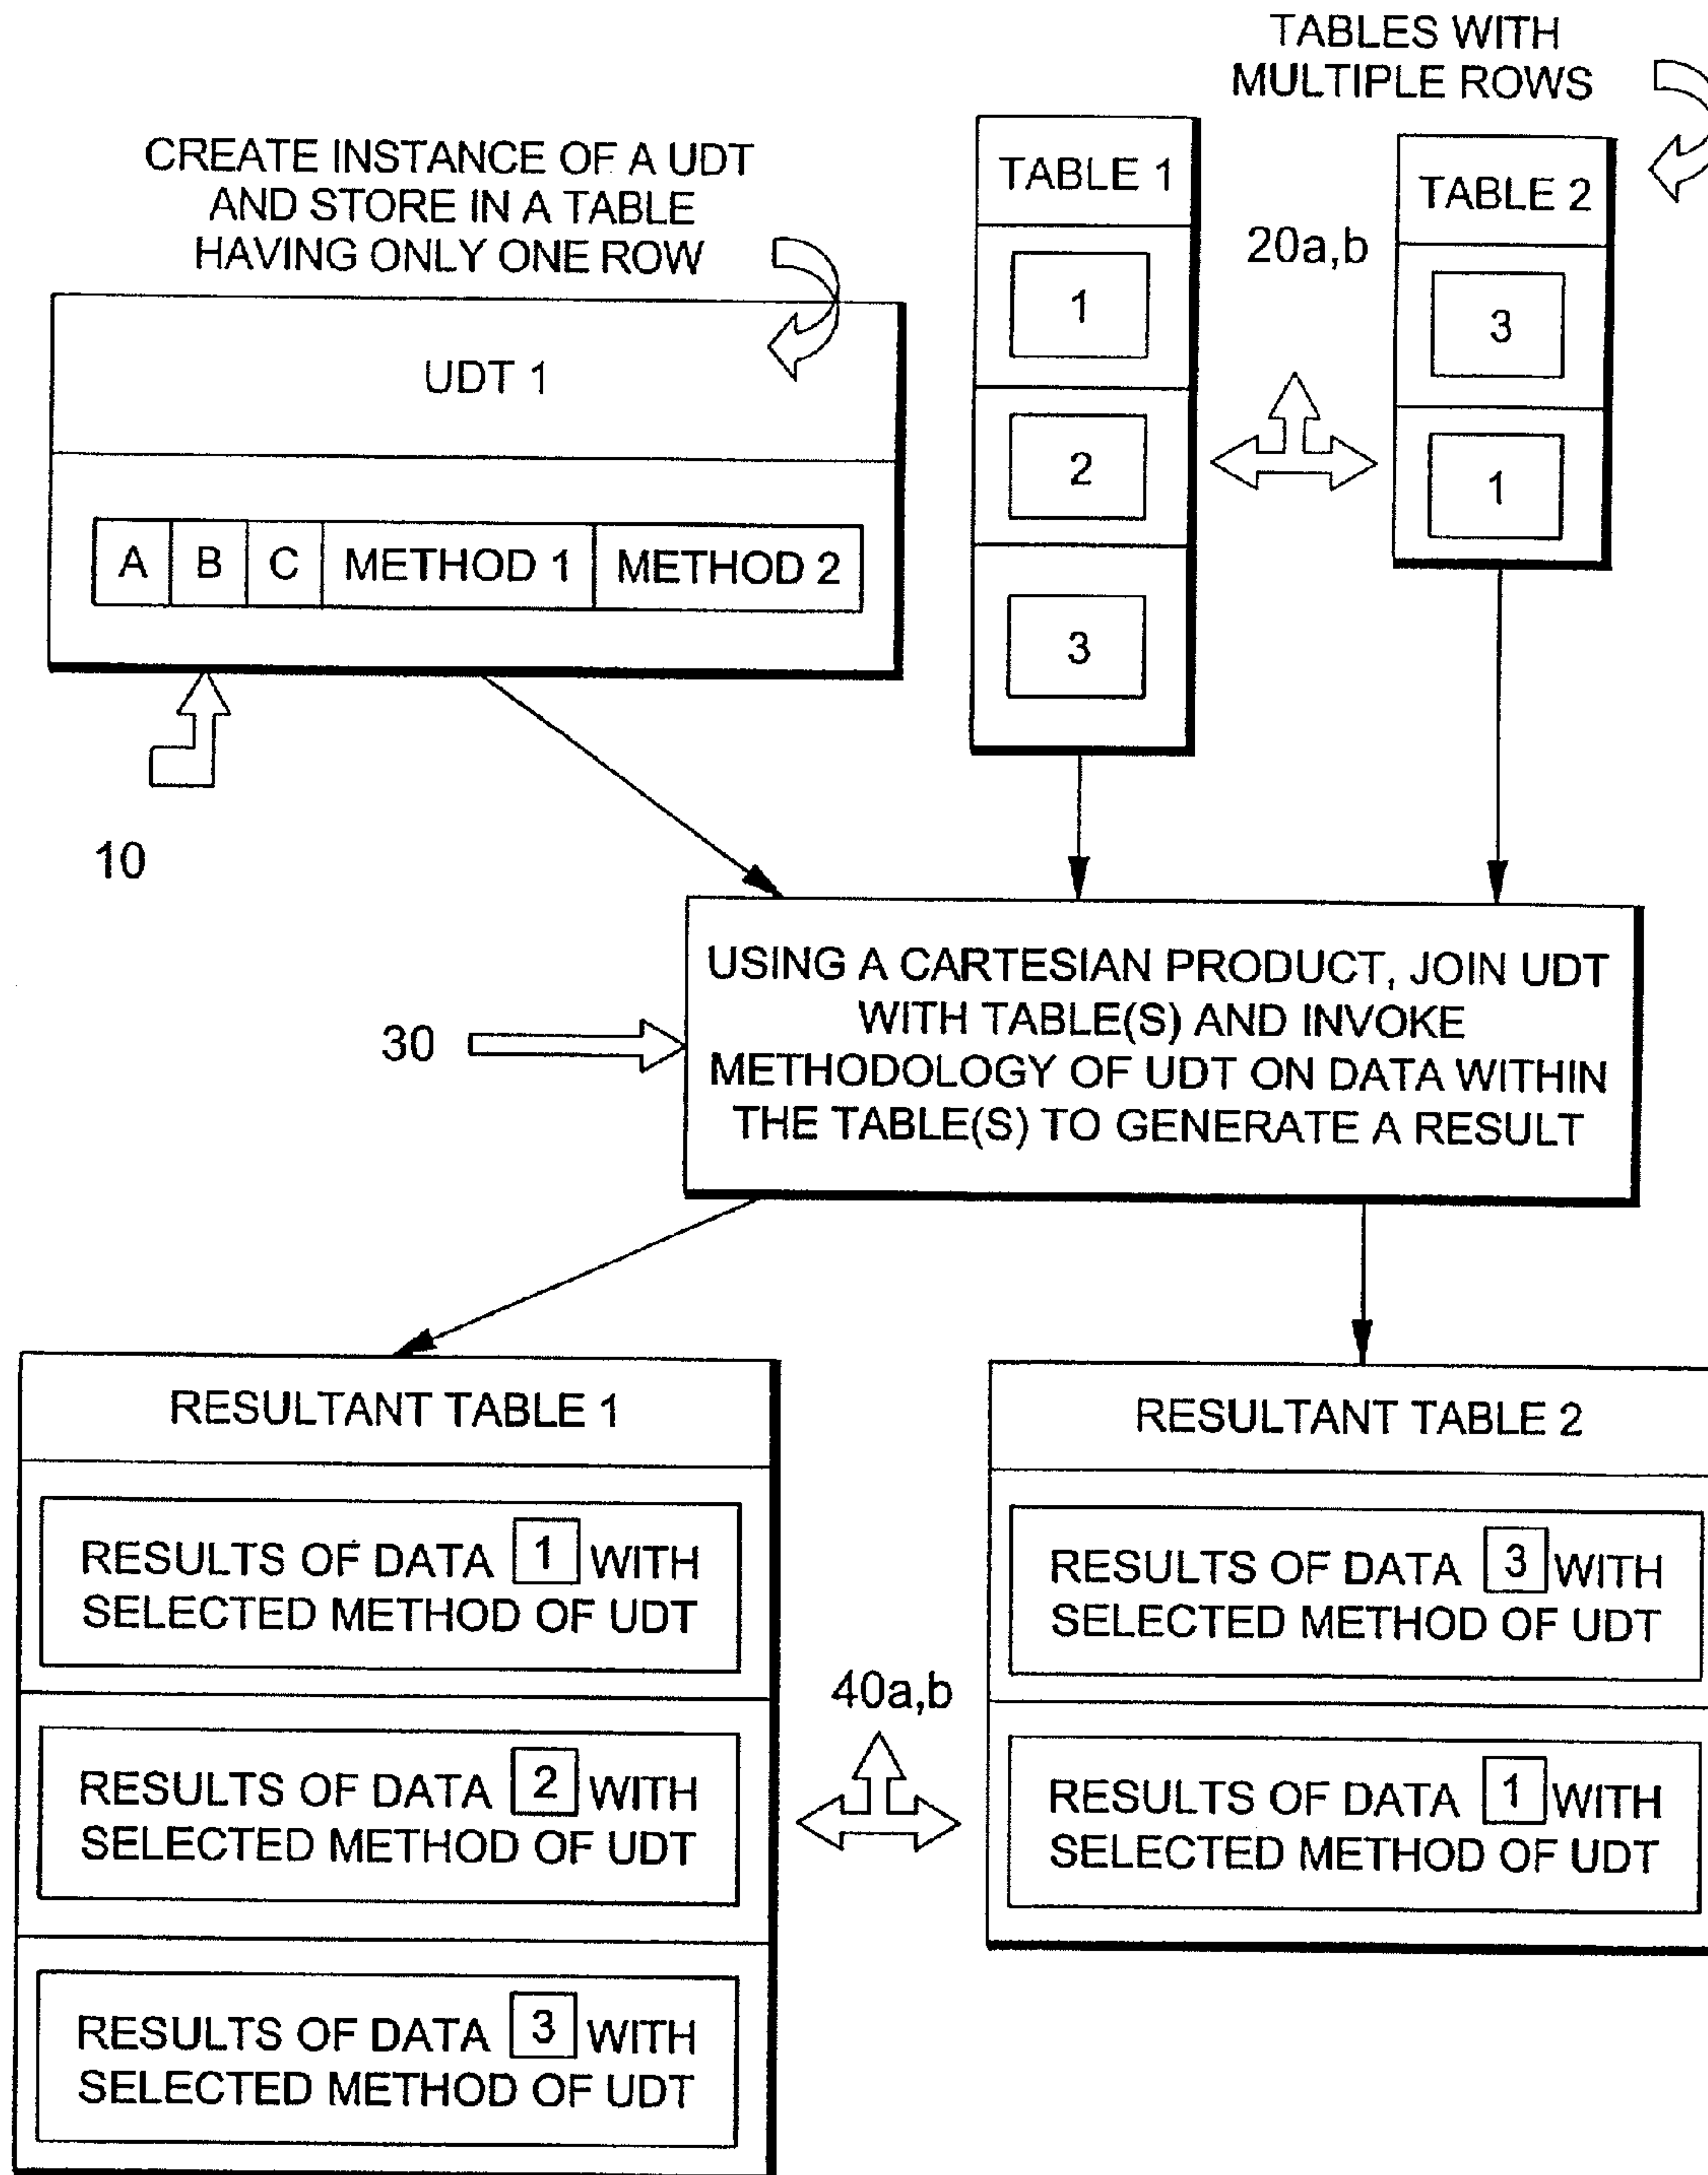 TABLES WITH
MULTIPLE ROWS
CREATE INSTANCE OF A UDT
AND STORE IN A TABLE
HAVING ONLY ONE ROW
UDT 1
A B C METHOD 1 METHOD 2
10
TABLE 1
1
2
3
20a,b
TABLE 2
3
1
30
USING A CARTESIAN PRODUCT, JOIN UDT
WITH TABLE(S) AND INVOKE
METHODOLOGY OF UDT ON DATA WITHIN
THE TABLE(S) TO GENERATE A RESULT
RESULTANT TABLE 1
RESULTS OF DATA 1 WITH
SELECTED METHOD OF UDT
RESULTS OF DATA 2 WITH
SELECTED METHOD OF UDT
RESULTS OF DATA 3 WITH
SELECTED METHOD OF UDT
40a,b
RESULTANT TABLE 2
RESULTS OF DATA 3 WITH
SELECTED METHOD OF UDT
RESULTS OF DATA 1 WITH
SELECTED METHOD OF UDT